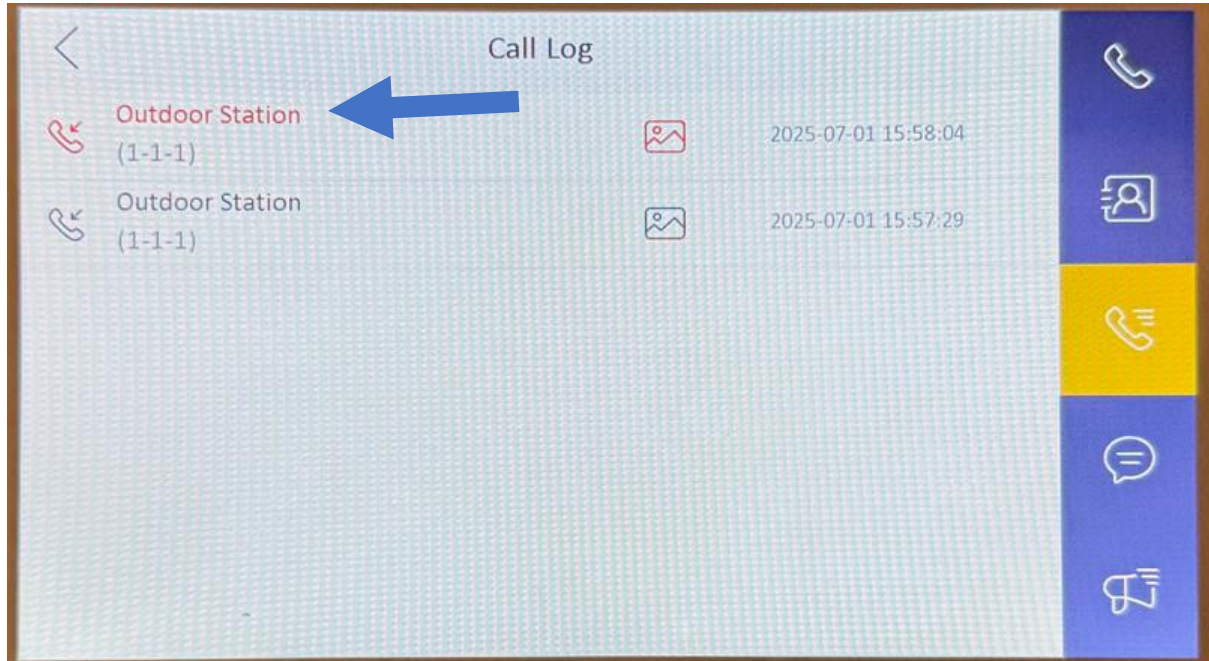 Call Log
Outdoor Station
(1-1-1)
2025-07-01 15:58:04
Outdoor Station
(1-1-1)
2025-07-01 15:57:29